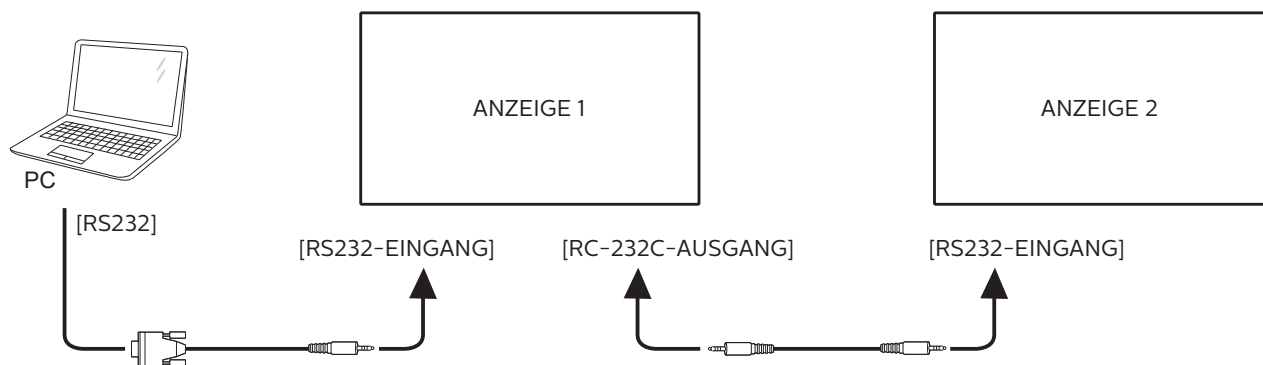 ANZEIGE 1
ANZEIGE 2
PC
[RS232]
[RS232-EINGANG]
[RC-232C-AUSGANG]
[RS232-EINGANG]